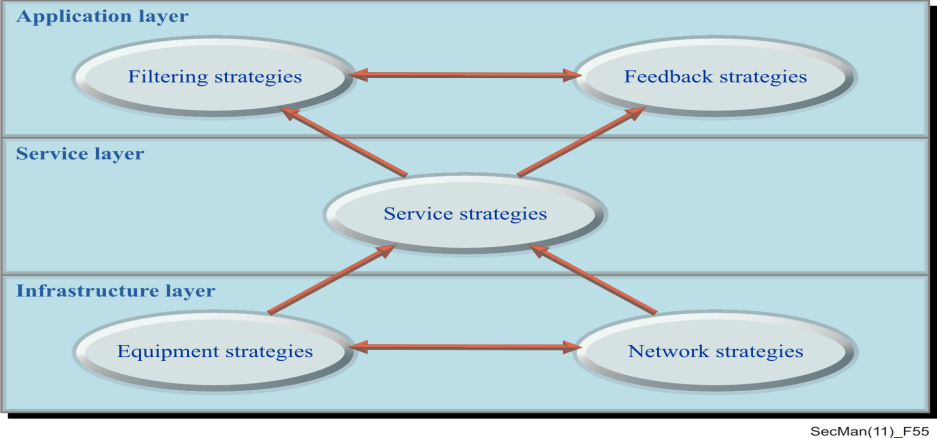 Application layer
Filtering strategies
Feedback strategies
Service layer
Service strategies
Infrastructure layer
Equipment strategies
Network strategies
SecMan(11)_F55